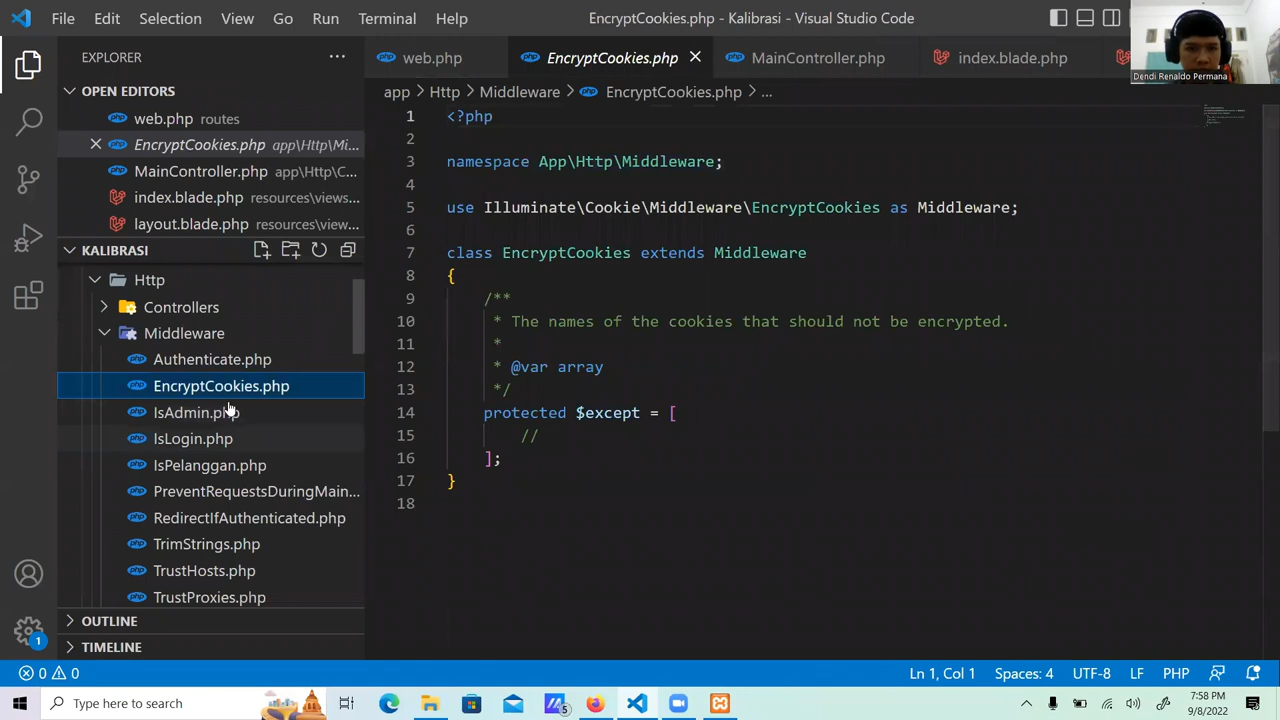 File Edit Selection View Go Run Terminal Help
EncryptCookies.php - Kalibrasi - Visual Studio Code
Dendi Renaldo Permana
EXPLORER
OPEN EDITORS
web.php routes
EncryptCookies.php app\Http\Mi...
MainController.php app\Http\C...
index.blade.php resources\views...
layout.blade.php resources\view...
KALIBRASI
Http
Controllers
Middleware
Authenticate.php
EncryptCookies.php
IsAdmin.php
IsLogin.php
IsPelanggan.php
PreventRequestsDuringMain...
RedirectIfAuthenticated.php
TrimStrings.php
TrustHosts.php
TrustProxies.php
OUTLINE
TIMELINE
1
web.php
EncryptCookies.php
MainController.php
index.blade.php
app > Http > Middleware > EncryptCookies.php > ...
1 <?php
2
3 namespace App\Http\Middleware;
4
5 use Illuminate\Cookie\Middleware\EncryptCookies as Middleware;
6
7 class EncryptCookies extends Middleware
8 {
9 /**
10 * The names of the cookies that should not be encrypted.
11 *
12 * @var array
13 */
14 protected $except = [
15 //
16 ];
17 }
18
0 0
Ln 1, Col 1 Spaces: 4 UTF-8 LF PHP
Type here to search
5
7:58 PM
9/8/2022